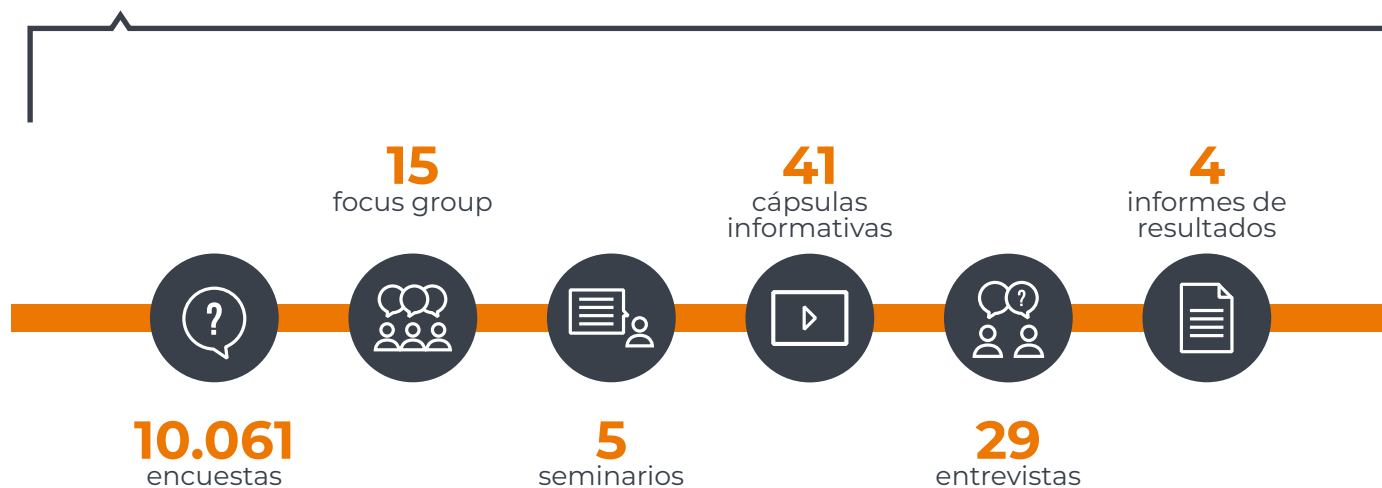 10.061
encuestas
15
focus group
5
seminarios
41
cápsulas
informativas
29
entrevistas
4
informes de
resultados